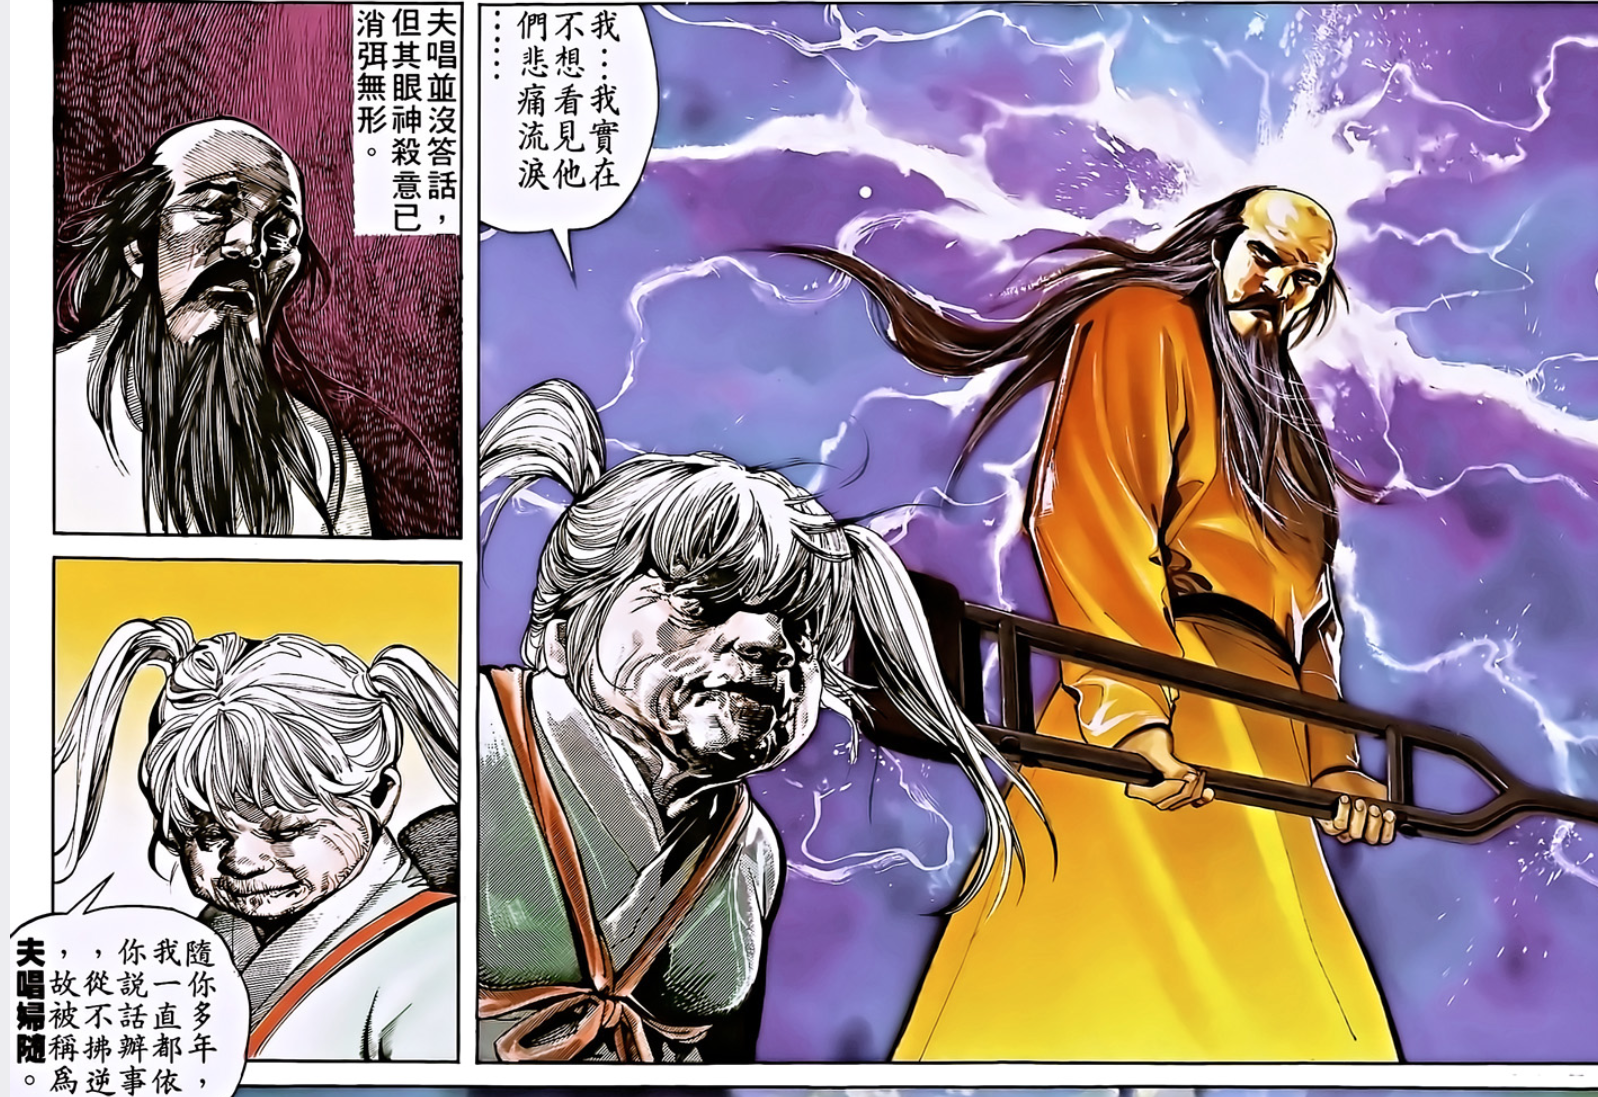 我…我實在
不想看見他
們悲痛流淚
……
夫唱並沒答話，
但其眼神殺意已
消弭無形。
隨你多年，
我一直都依
你説話辦事
，從不拂逆
，故被稱爲
夫唱婦隨。